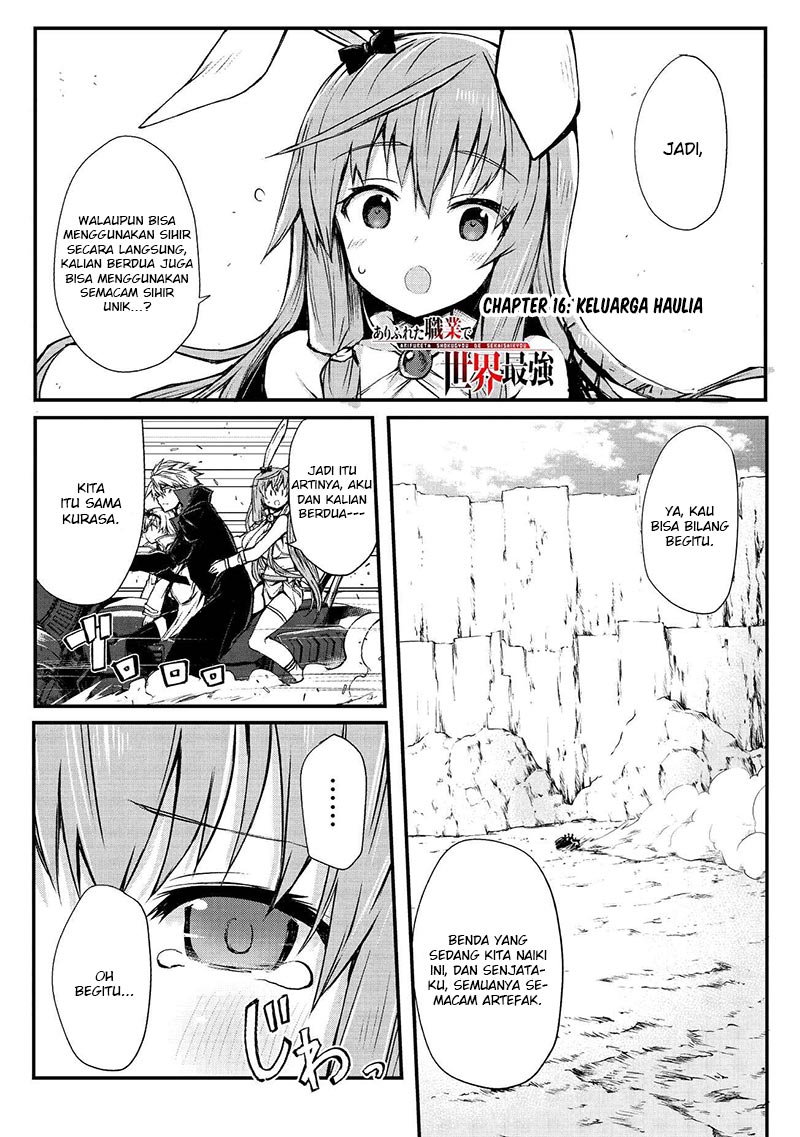 JADI,
WALAUPUN BISA
MENGGUNAKAN SIHIR
SECARA LANGSUNG,
KALIAN BERDUA JUGA
BISA MENGGUNAKAN
SEMACAM SIHIR
UNIK...?
CHAPTER 16: KELUARGA HAULIA
ありふれた職業で
ARIFURETA SHOKUGYOU DE SEKAISAIKYOU
世界最強
YA, KAU
BISA BILANG
BEGITU.
BENDA YANG
SEDANG KITA NAIKI
INI, DAN SENJATA-
KU, SEMUANYA SE-
MACAM ARTEFAK.
JADI ITU
ARTINYA, AKU
DAN KALIAN
BERDUA---
KITA
ITU SAMA
KURASA.
ゴロロロ
......
OH
BEGITU...
じわっ